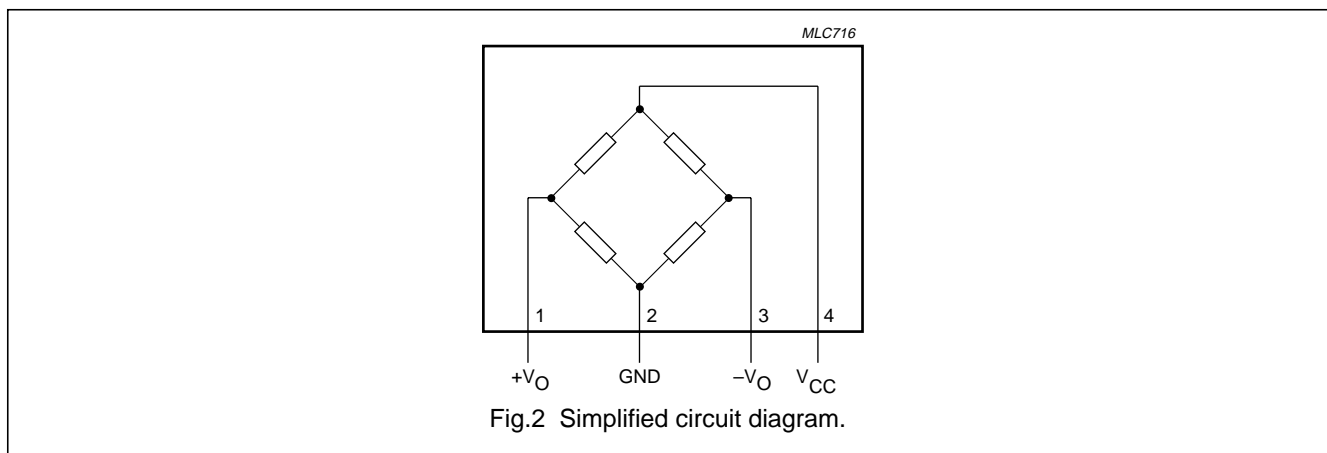 MLC716
1 2 3 4
+VO GND –VO VCC
Fig.2 Simplified circuit diagram.